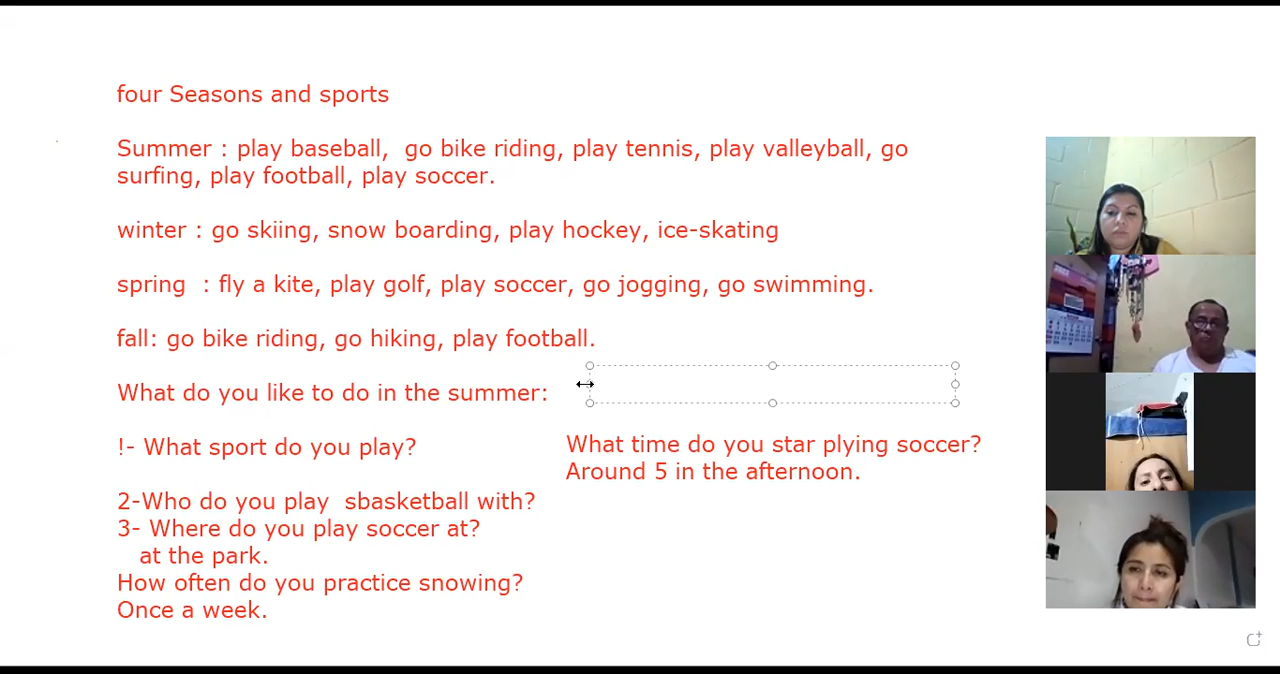 four Seasons and sports
Summer : play baseball,  go bike riding, play tennis, play valleyball, go
surfing, play football, play soccer.
winter : go skiing, snow boarding, play hockey, ice-skating
spring  : fly a kite, play golf, play soccer, go jogging, go swimming.
fall: go bike riding, go hiking, play football.
What do you like to do in the summer:
!- What sport do you play?
2-Who do you play  sbasketball with?
3- Where do you play soccer at?
at the park.
How often do you practice snowing?
Once a week.
What time do you star plying soccer?
Around 5 in the afternoon.